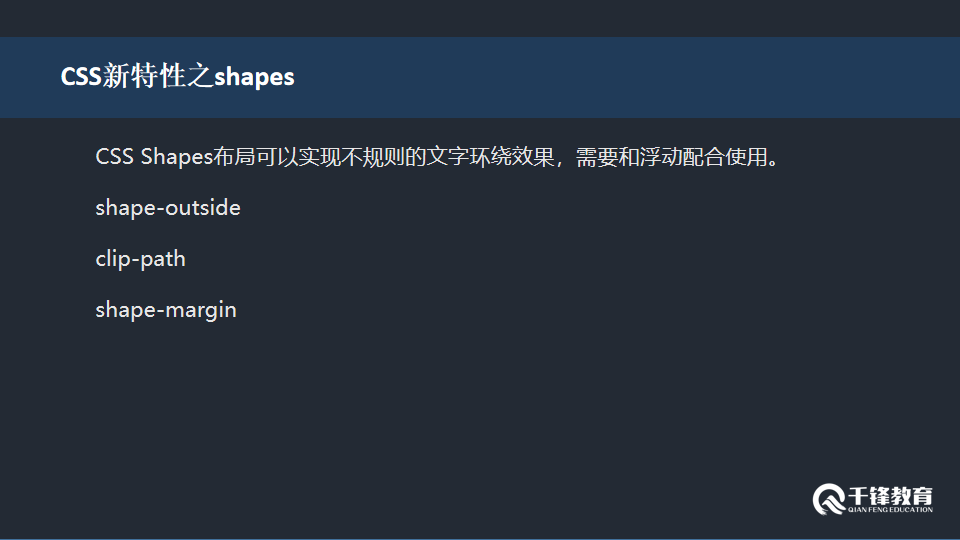 CSS新特性之shapes
CSS Shapes布局可以实现不规则的文字环绕效果，需要和浮动配合使用。
shape-outside
clip-path
shape-margin
千锋教育
QIAN FENG EDUCATION